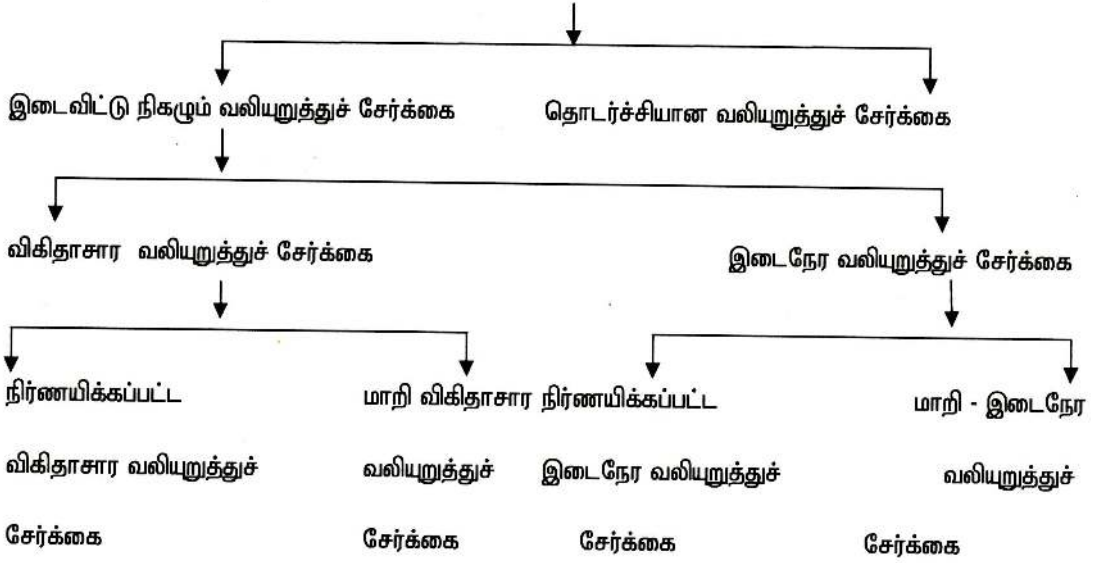 இடைவிட்டு நிகழும் வலியுறுத்துச் சேர்க்கை தொடர்ச்சியான வலியுறுத்துச் சேர்க்கை
விகிதாசார வலியுறுத்துச் சேர்க்கை இடைநேர வலியுறுத்துச் சேர்க்கை
நிர்ணயிக்கப்பட்ட மாறி விகிதாசார நிர்ணயிக்கப்பட்ட மாறி - இடைநேர
விகிதாசார வலியுறுத்துச் வலியுறுத்துச் இடைநேர வலியுறுத்துச் வலியுறுத்துச்
சேர்க்கை சேர்க்கை சேர்க்கை சேர்க்கை